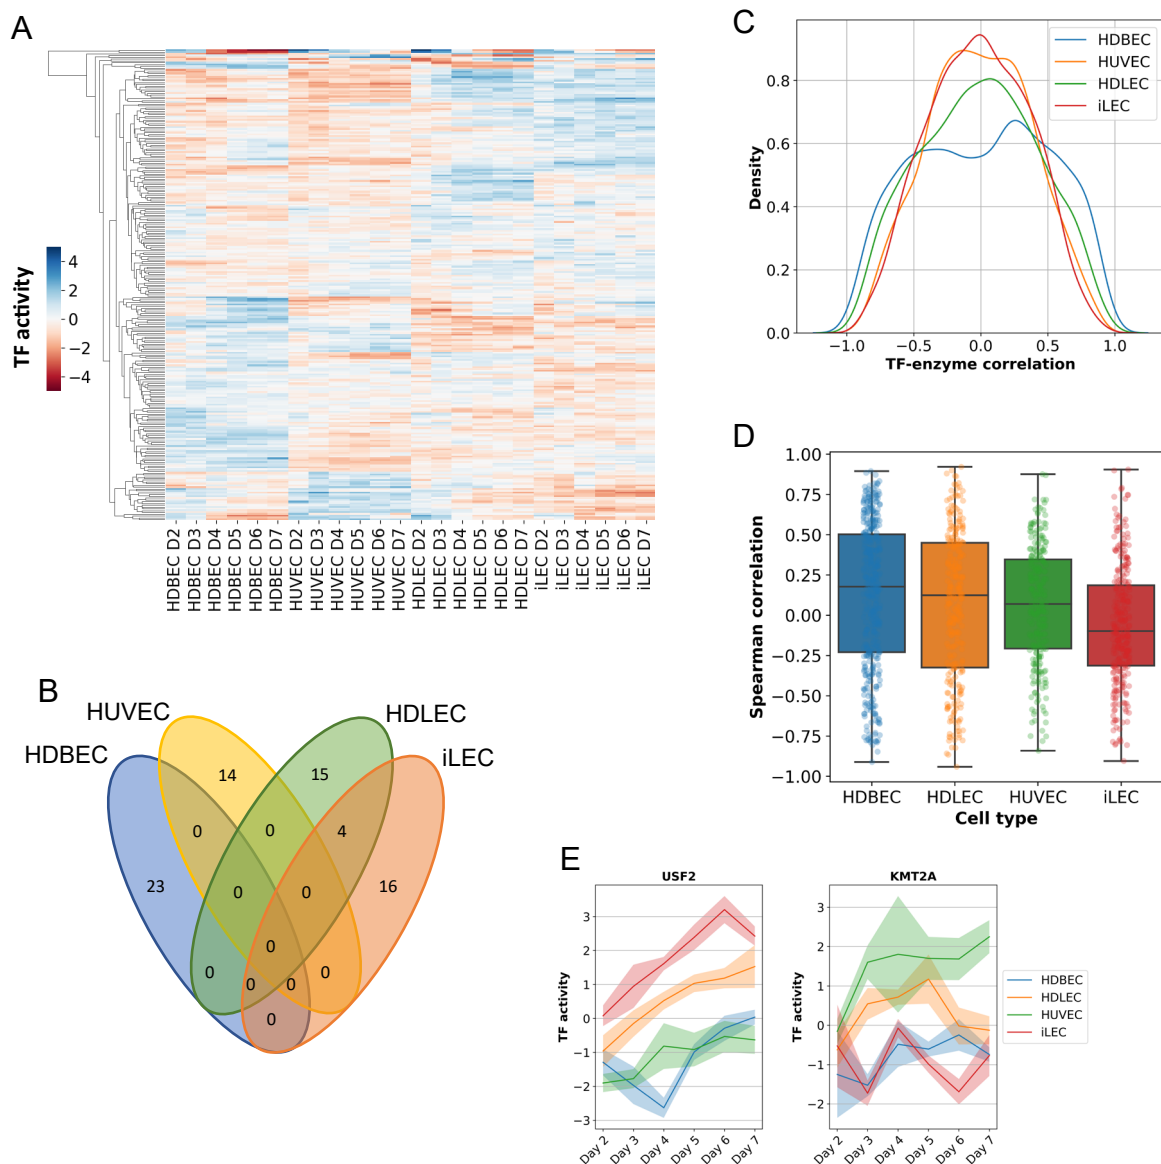 A
TF activity
4
2
0
−2
−4
HDBEC D2
HDBEC D3
HDBEC D4
HDBEC D5
HDBEC D6
HDBEC D7
HUVEC D2
HUVEC D3
HUVEC D4
HUVEC D5
HUVEC D6
HUVEC D7
HDLEC D2
HDLEC D3
HDLEC D4
HDLEC D5
HDLEC D6
HDLEC D7
iLEC D2
iLEC D3
iLEC D4
iLEC D5
iLEC D6
iLEC D7
B
HUVEC
HDLEC
HDBEC
iLEC
14
15
0
0
4
23
0
0
16
0
0
0
0
0
0
C
HDBEC
HUVEC
HDLEC
iLEC
Density
0.8
0.6
0.4
0.2
0.0
−1.0
−0.5
0.0
0.5
1.0
TF-enzyme correlation
D
Spearman correlation
1.00
0.75
0.50
0.25
0.00
−0.25
−0.50
−0.75
−1.00
HDBEC
HDLEC
HUVEC
iLEC
Cell type
E
USF2
TF activity
3
2
1
0
−1
−2
−3
Day 2
Day 3
Day 4
Day 5
Day 6
Day 7
KMT2A
TF activity
3
2
1
0
−1
−2
Day 2
Day 3
Day 4
Day 5
Day 6
Day 7
HDBEC
HDLEC
HUVEC
iLEC